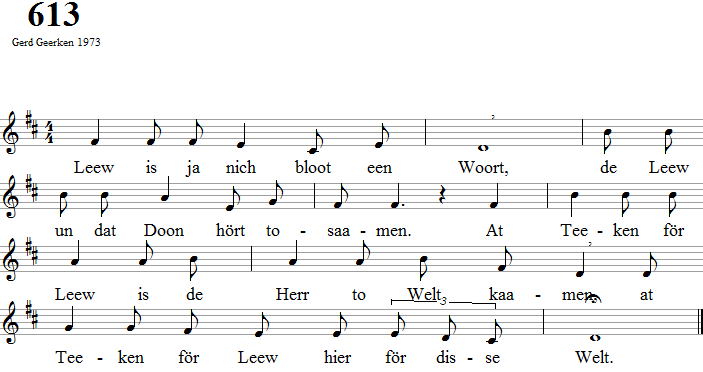 613
Gerd Geerken 1973
Leew is ja nich bloot een Woort, de Leew
un dat Doon hört to- saa- men. At Tee- ken för
Leew is de Herr to Welt kaa- men, at
Tee- ken för Leew hier för dis- se Welt.